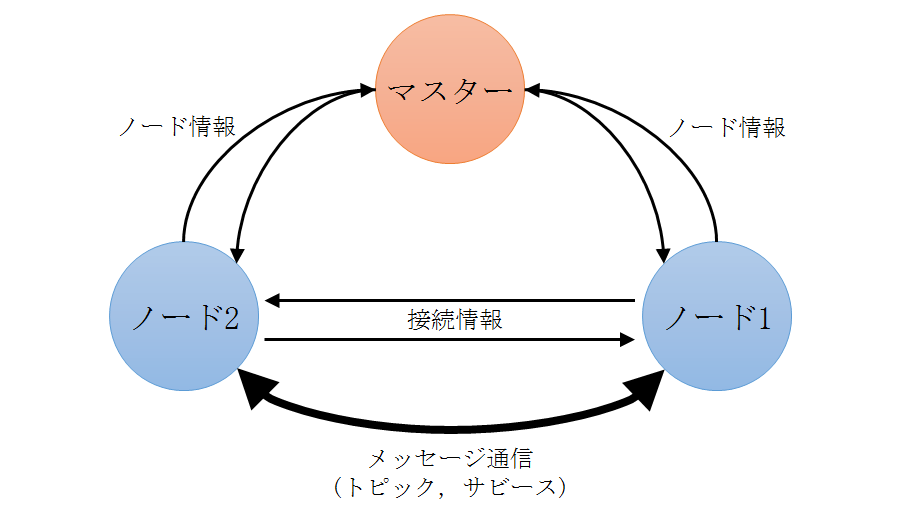 マスター
ノード情報
ノード情報
ノード2
接続情報
ノード1
メッセージ通信
（トピック，サビース）